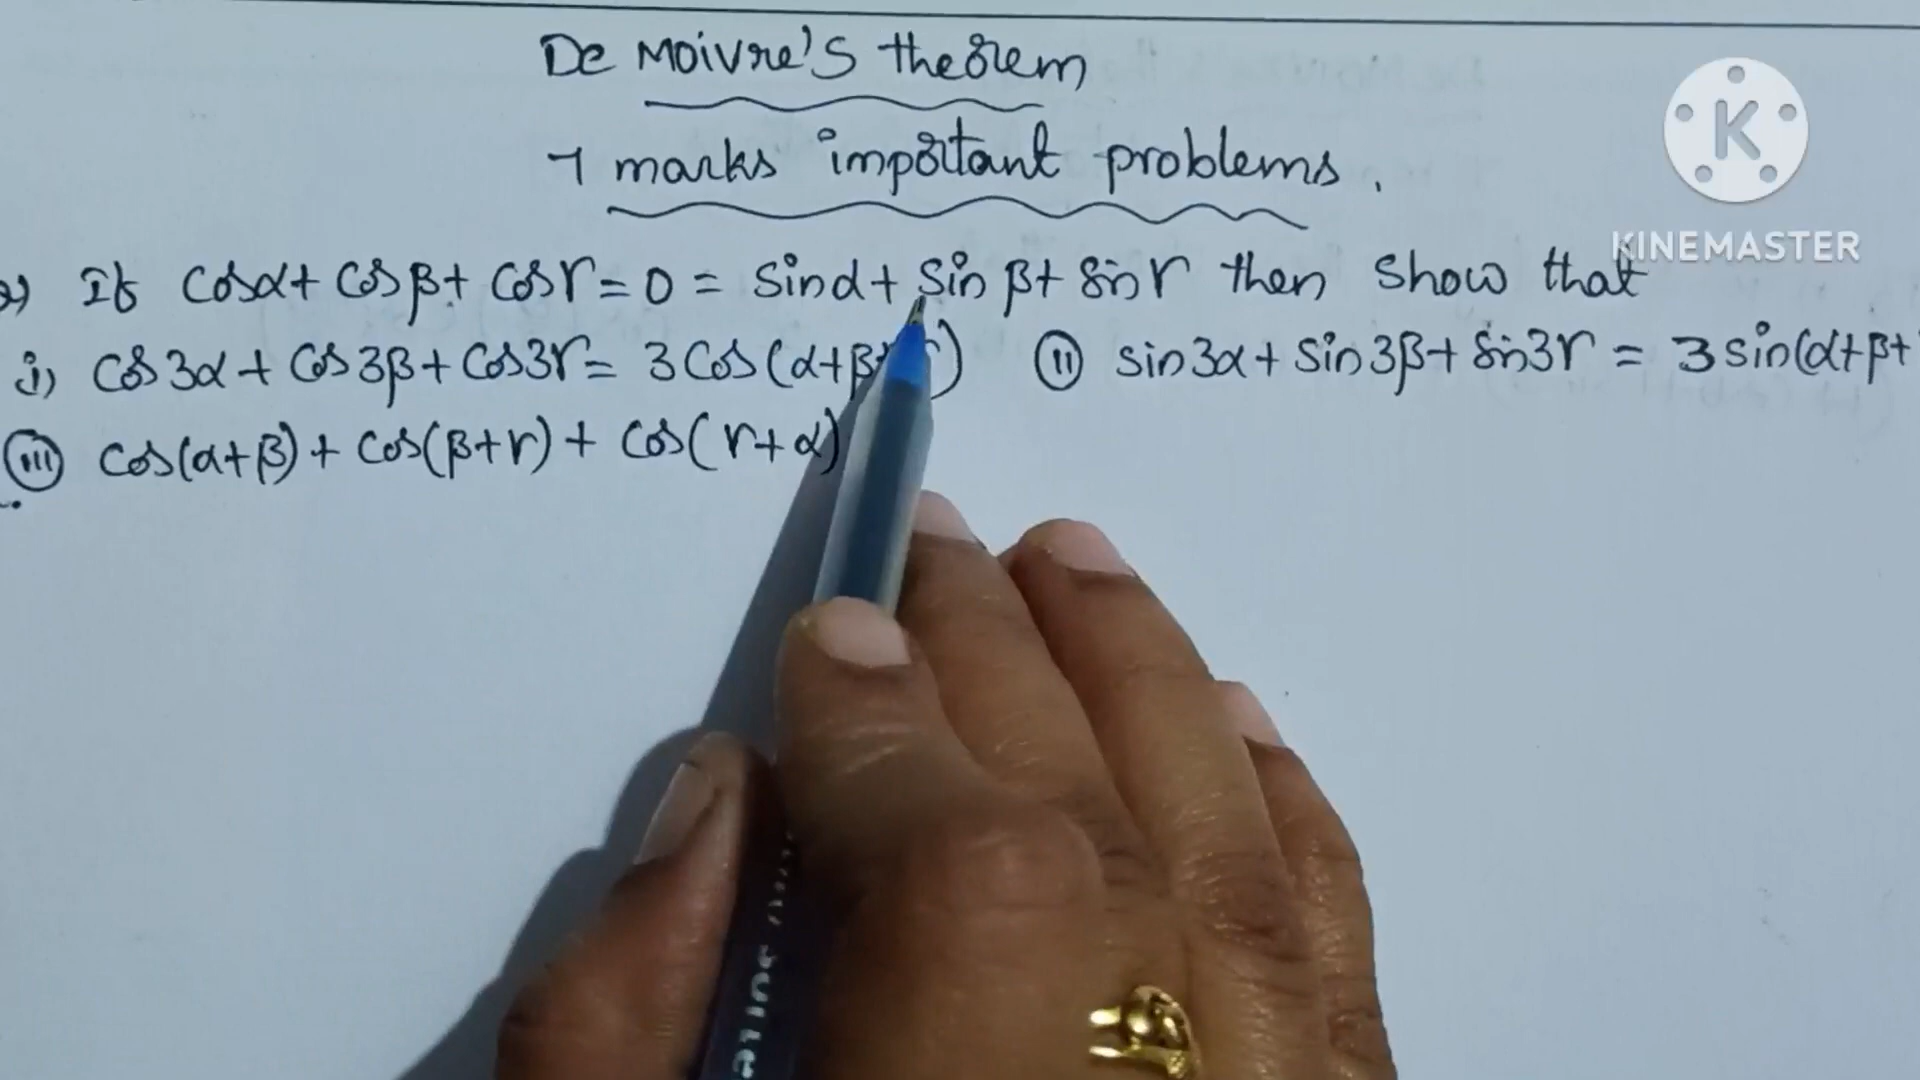 De Moivre's theorem
7 marks important problems.
K
KINEMASTER
If cosα + cosβ + cosr = 0 = sinα + sinβ + sinr then show that
i) cos3α + cos3β + cos3r = 3cos(α+β+ ) (ii) sin3α + sin3β + sin3r = 3sin(α+β+
(iii) cos(α+β) + cos(β+r) + cos(r+α)